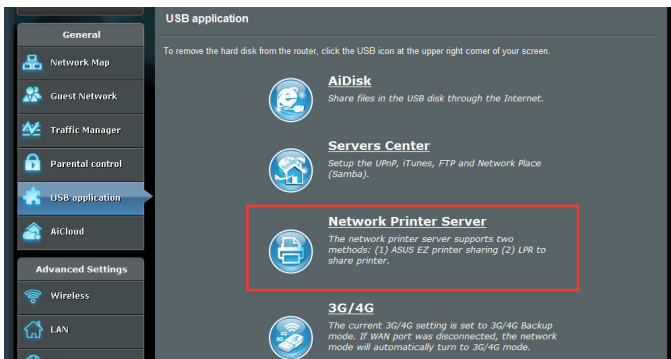 General
Network Map
Guest Network
Traffic Manager
Parental control
USB application
AiCloud
Advanced Settings
Wireless
LAN
USB application
To remove the hard disk from the router, click the USB icon at the upper right corner of your screen.
AiDisk
Share files in the USB disk through the Internet.
Servers Center
Setup the UPnP, iTunes, FTP and Network Place
(Samba).
Network Printer Server
The network printer server supports two
methods: (1) ASUS EZ printer sharing (2) LPR to
share printer.
3G/4G
The current 3G/4G setting is set to 3G/4G Backup
mode. If WAN port was disconnected, the network
mode will automatically turn to 3G/4G mode.